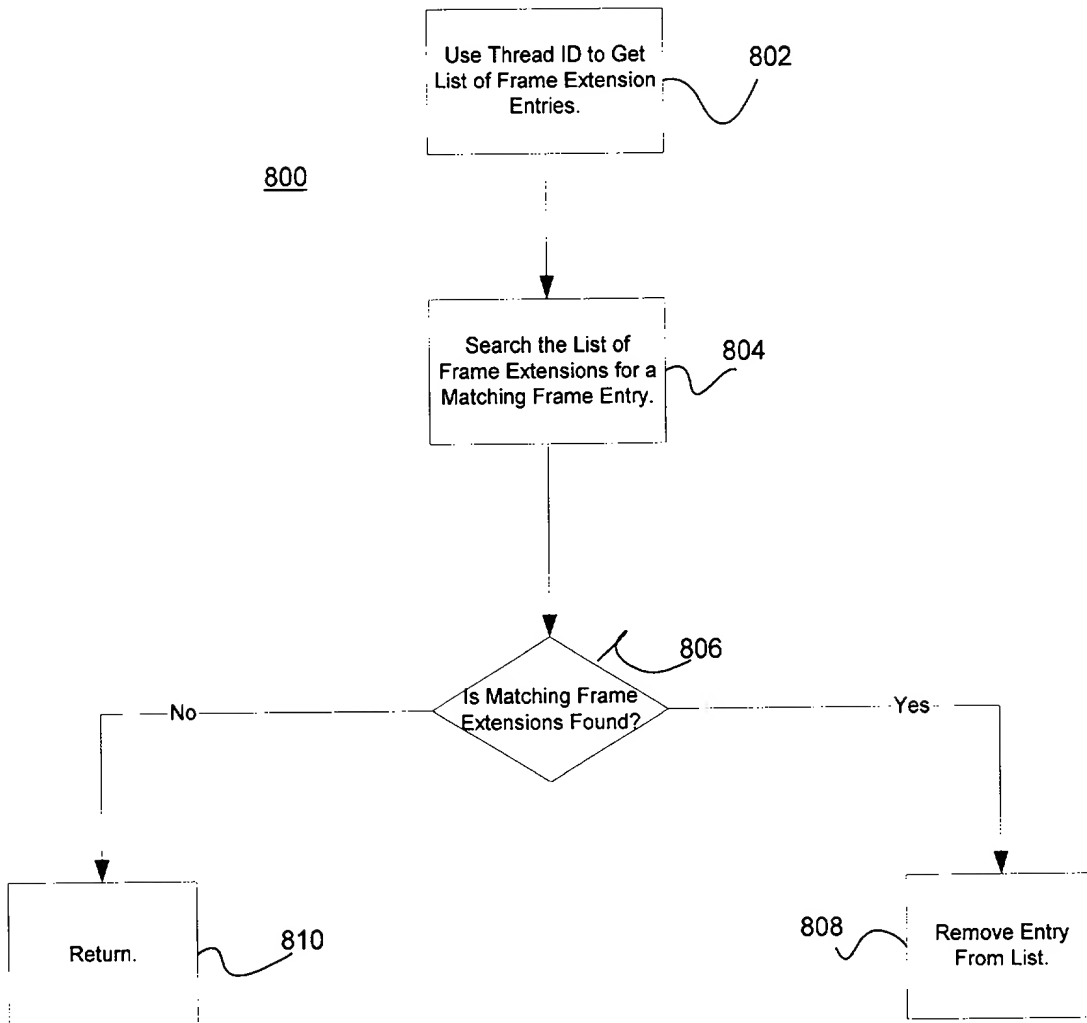 Use Thread ID to Get
List of Frame Extension
Entries.
802
800
Search the List of
Frame Extensions for a
Matching Frame Entry.
804
806
Is Matching Frame
Extensions Found?
No
Yes
Return.
810
808
Remove Entry
From List.